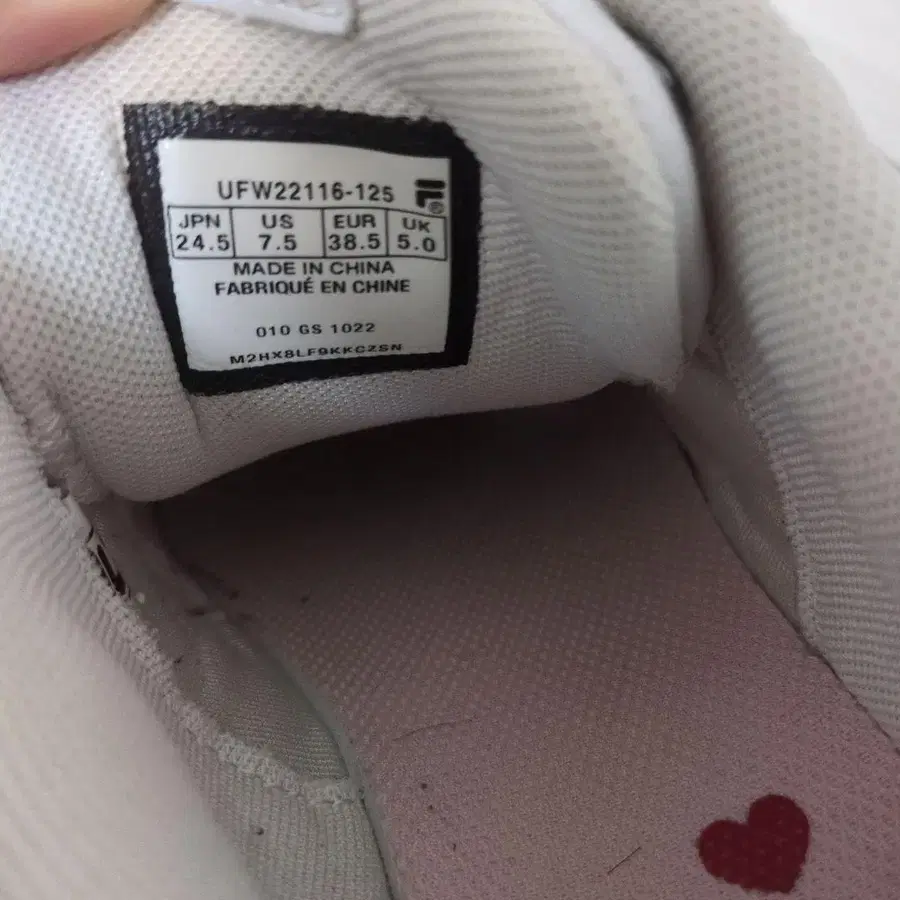 UFW22116-125
JPN US EUR UK
24.5 7.5 38.5 5.0
MADE IN CHINA
FABRIQUÉ EN CHINE
010 GS 1022
M2HX8LF9KKCZSN